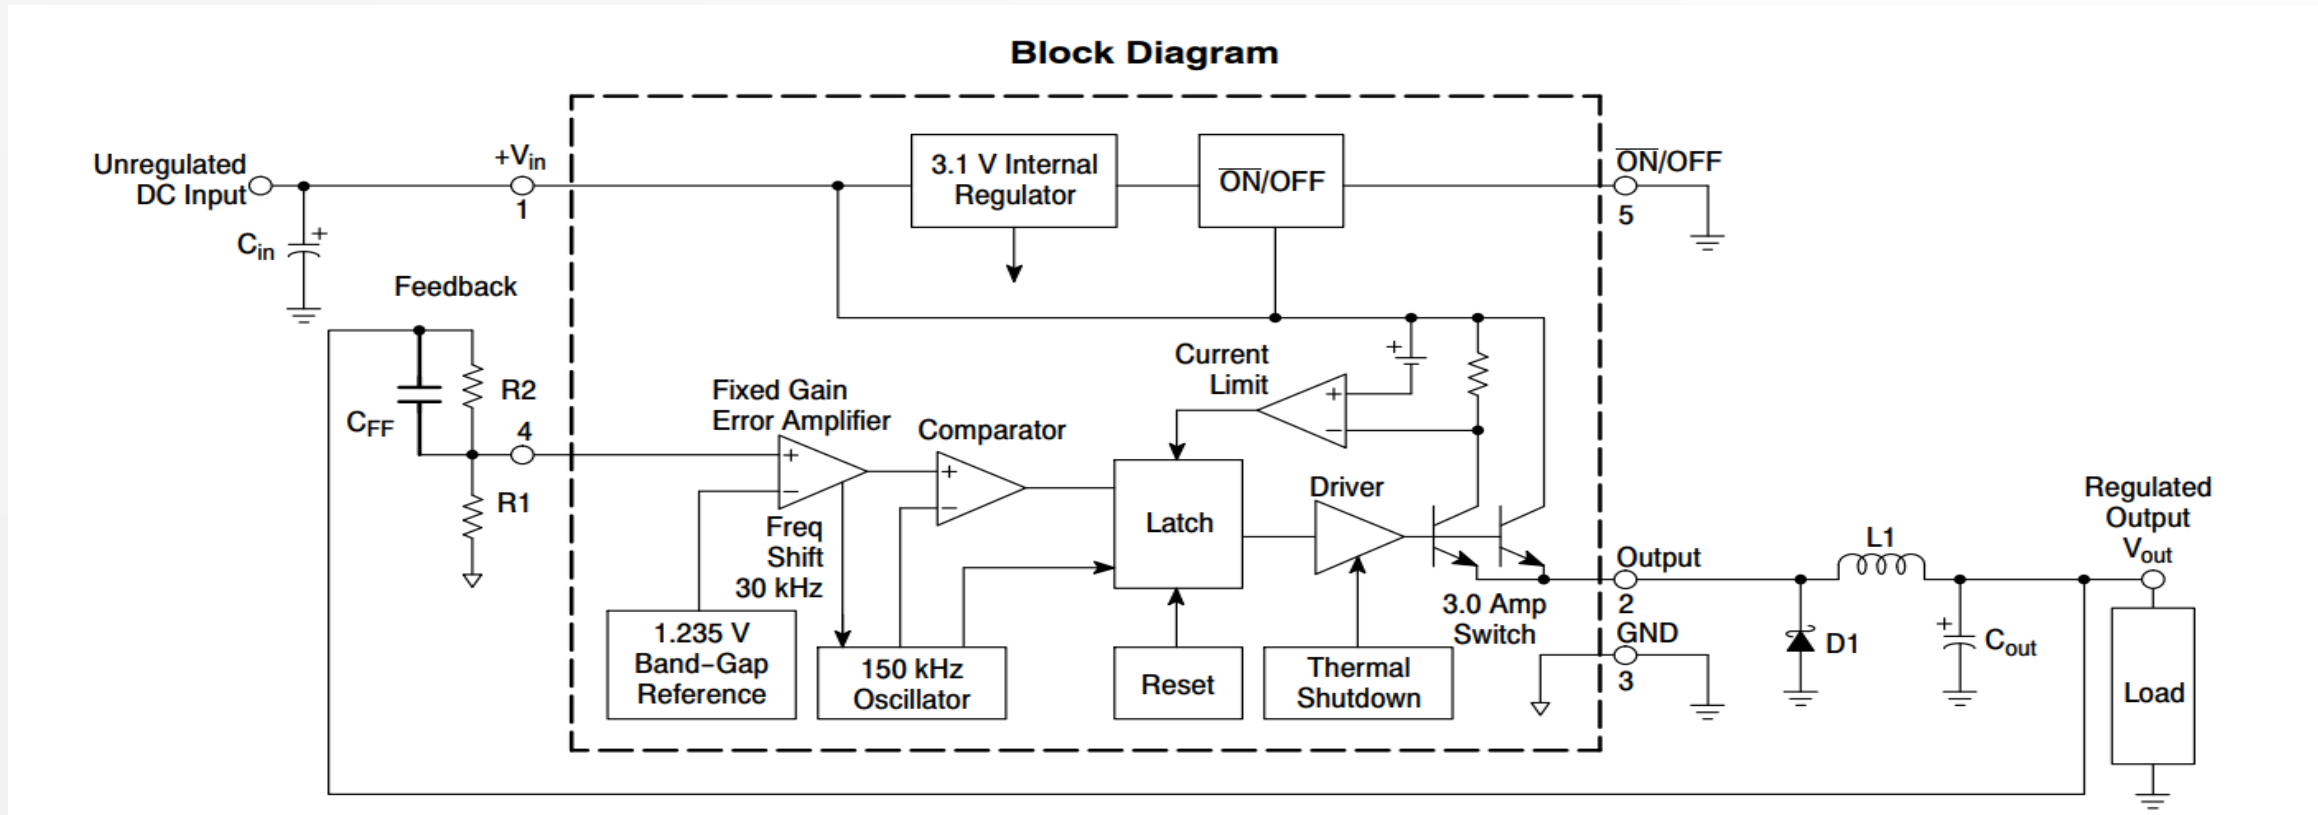 Block Diagram
Unregulated
DC Input
+Vin
1
Cin
+
3.1 V Internal
Regulator
O̅N̅/OFF
O̅N̅/OFF
5
Feedback
CFF
R2
4
R1
Fixed Gain
Error Amplifier
+
−
Freq
Shift
30 kHz
Comparator
+
−
Current
Limit
+
−
+
Latch
Driver
3.0 Amp
Switch
1.235 V
Band−Gap
Reference
150 kHz
Oscillator
Reset
Thermal
Shutdown
Output
2
GND
3
D1
L1
+
Cout
Regulated
Output
Vout
Load